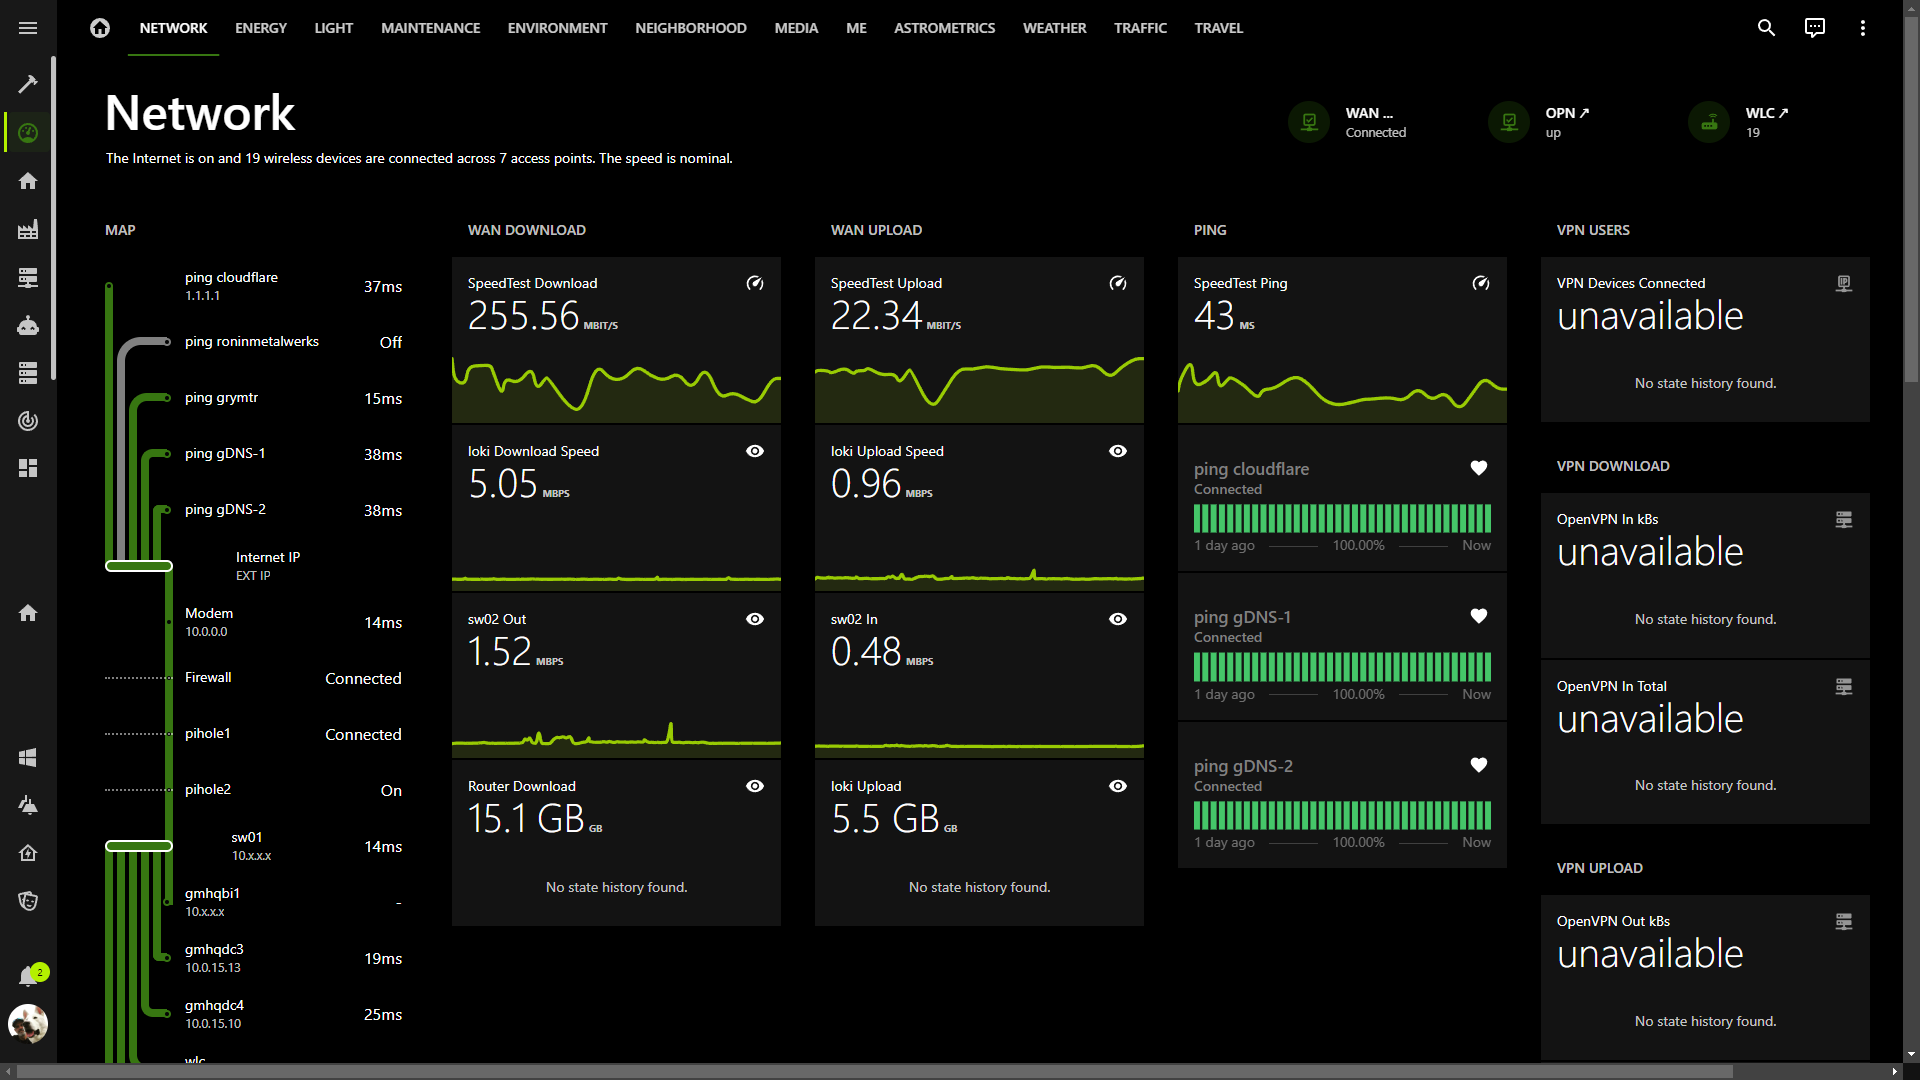 NETWORK ENERGY LIGHT MAINTENANCE ENVIRONMENT NEIGHBORHOOD MEDIA ME ASTROMETRICS WEATHER TRAFFIC TRAVEL
Network
The Internet is on and 19 wireless devices are connected across 7 access points. The speed is nominal.
WAN ...
Connected
OPN ↗
up
WLC ↗
19
MAP
ping cloudflare
1.1.1.1
37ms
ping roninmetalwerks
Off
ping grymtr
15ms
ping gDNS-1
38ms
ping gDNS-2
38ms
Internet IP
EXT IP
Modem
10.0.0.0
14ms
Firewall
Connected
pihole1
Connected
pihole2
On
sw01
10.x.x.x
14ms
gmhqbi1
10.x.x.x
-
gmhqdc3
10.0.15.13
19ms
gmhqdc4
10.0.15.10
25ms
wlc
WAN DOWNLOAD
SpeedTest Download
255.56 MBIT/S
loki Download Speed
5.05 MBPS
sw02 Out
1.52 MBPS
Router Download
15.1 GB GB
No state history found.
WAN UPLOAD
SpeedTest Upload
22.34 MBIT/S
loki Upload Speed
0.96 MBPS
sw02 In
0.48 MBPS
loki Upload
5.5 GB GB
No state history found.
PING
SpeedTest Ping
43 MS
ping cloudflare
Connected
1 day ago 100.00% Now
ping gDNS-1
Connected
1 day ago 100.00% Now
ping gDNS-2
Connected
1 day ago 100.00% Now
VPN USERS
VPN Devices Connected
unavailable
No state history found.
VPN DOWNLOAD
OpenVPN In kBs
unavailable
No state history found.
OpenVPN In Total
unavailable
No state history found.
VPN UPLOAD
OpenVPN Out kBs
unavailable
No state history found.
2